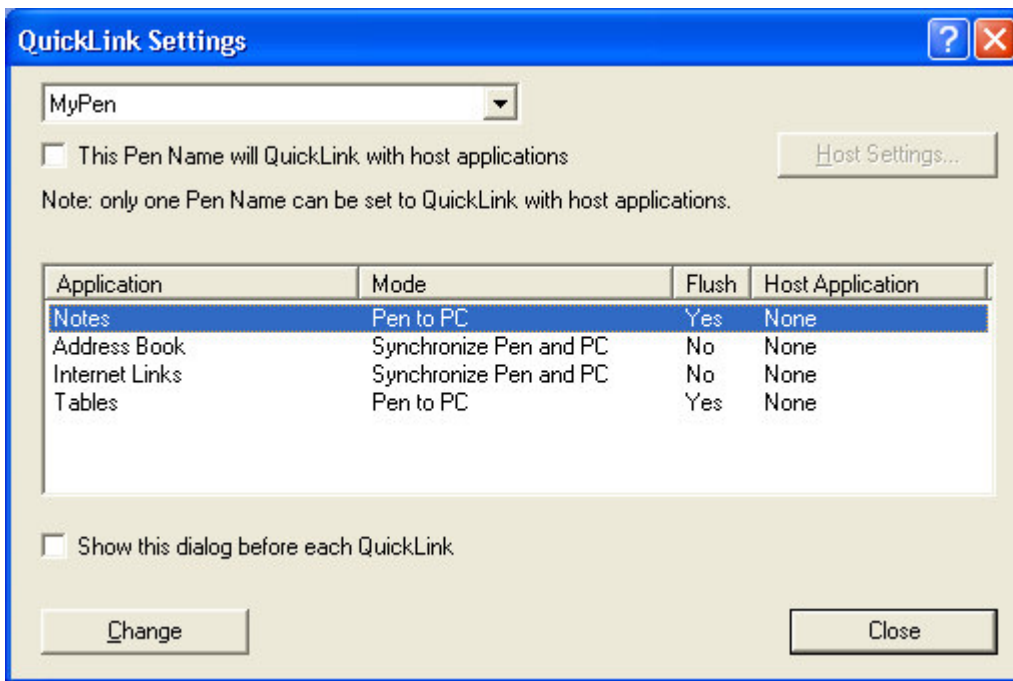 QuickLink Settings
MyPen
This Pen Name will QuickLink with host applications
Host Settings...
Note: only one Pen Name can be set to QuickLink with host applications.
Application Mode Flush Host Application
Notes Pen to PC Yes None
Address Book Synchronize Pen and PC No None
Internet Links Synchronize Pen and PC No None
Tables Pen to PC Yes None
Show this dialog before each QuickLink
Change Close